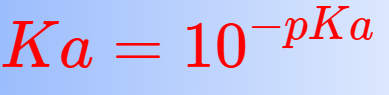 Ka = 10^{-pKa}